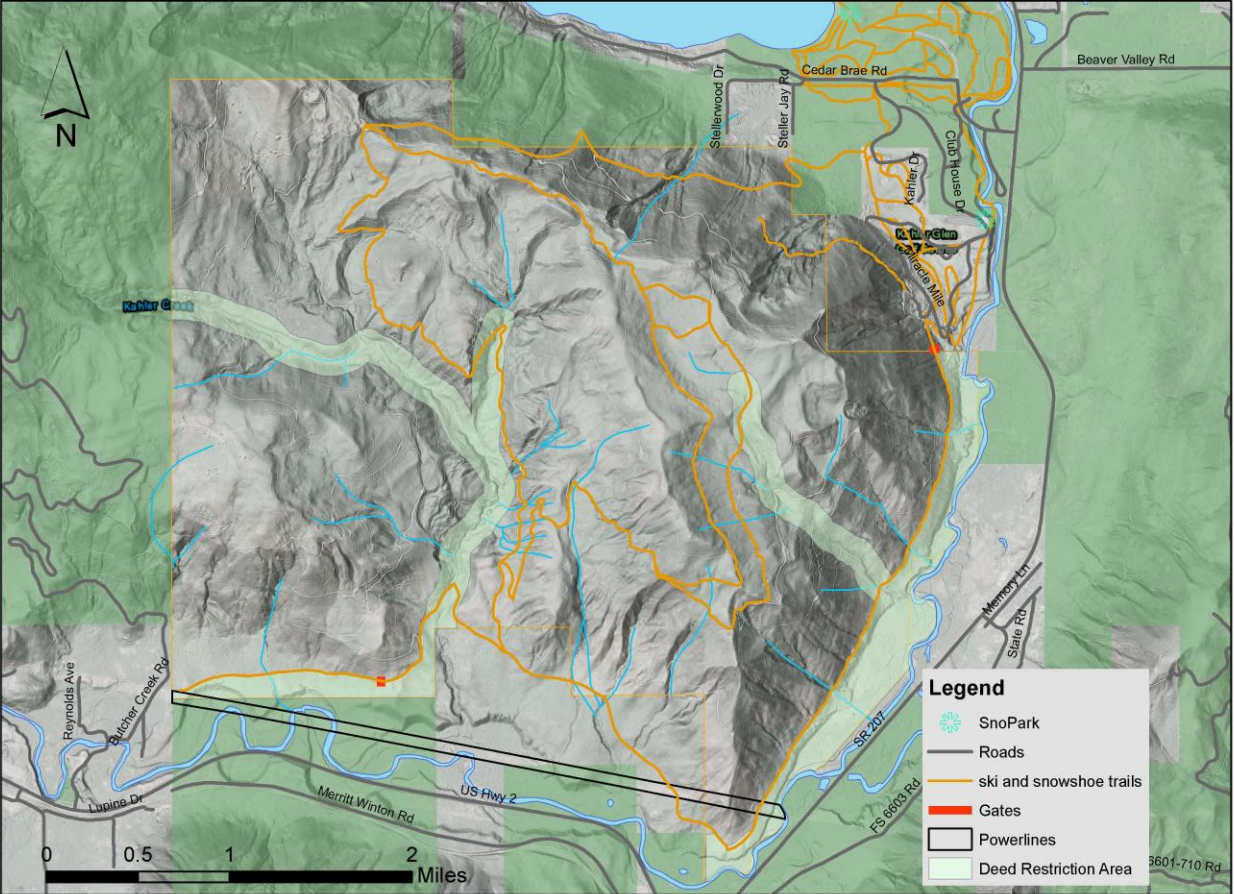 Beaver Valley Rd
Cedar Brae Rd
Stellerwood Dr
Steller Jay Rd
N
Club House Dr
Kahler Dr
Kahler Glen
Miracle Mile
Kahler Creek
Memory Ln
State Rd
Reynolds Ave
Butcher Creek Rd
SR 207
US Hwy 2
Lupine Dr
Merritt Winton Rd
FS 6603 Rd
6601-710 Rd
Legend
SnoPark
Roads
ski and snowshoe trails
Gates
Powerlines
Deed Restriction Area
0 0.5 1 2
Miles